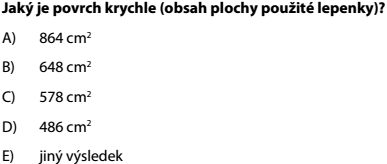 Jaký je povrch krychle (obsah plochy použité lepenky)?
A) 864 cm²
B) 648 cm²
C) 578 cm²
D) 486 cm²
E) jiný výsledek